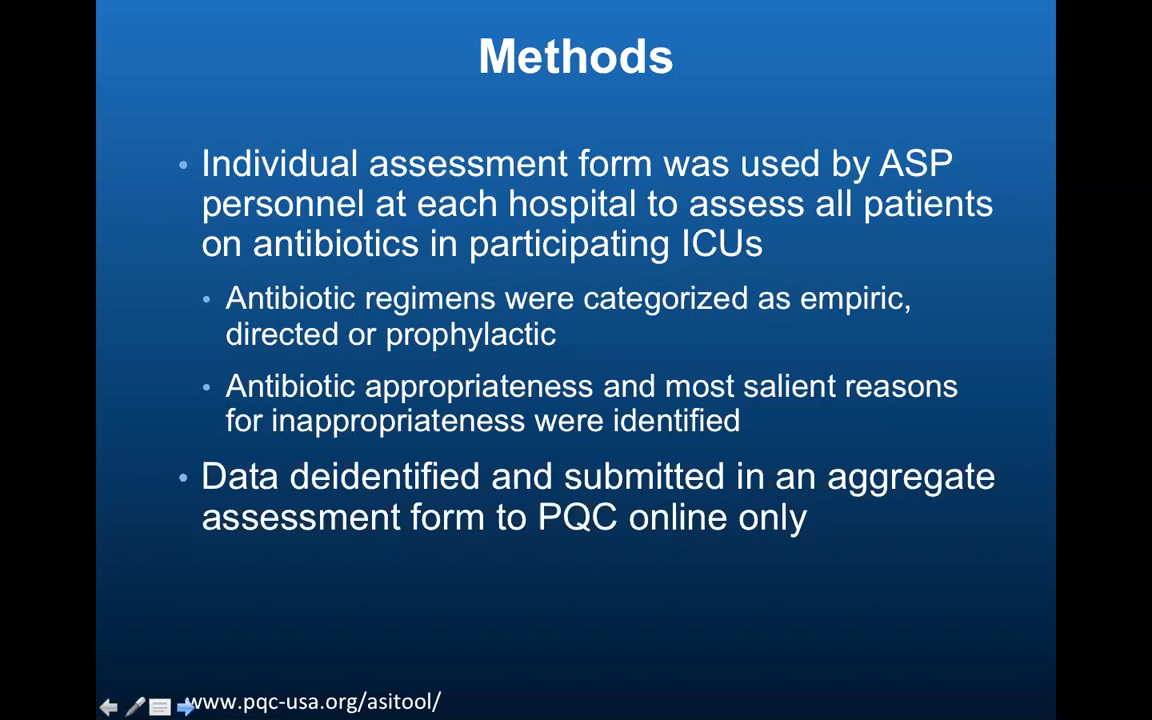 Methods
• Individual assessment form was used by ASP
personnel at each hospital to assess all patients
on antibiotics in participating ICUs
• Antibiotic regimens were categorized as empiric,
directed or prophylactic
• Antibiotic appropriateness and most salient reasons
for inappropriateness were identified
• Data deidentified and submitted in an aggregate
assessment form to PQC online only
www.pqc-usa.org/asitool/